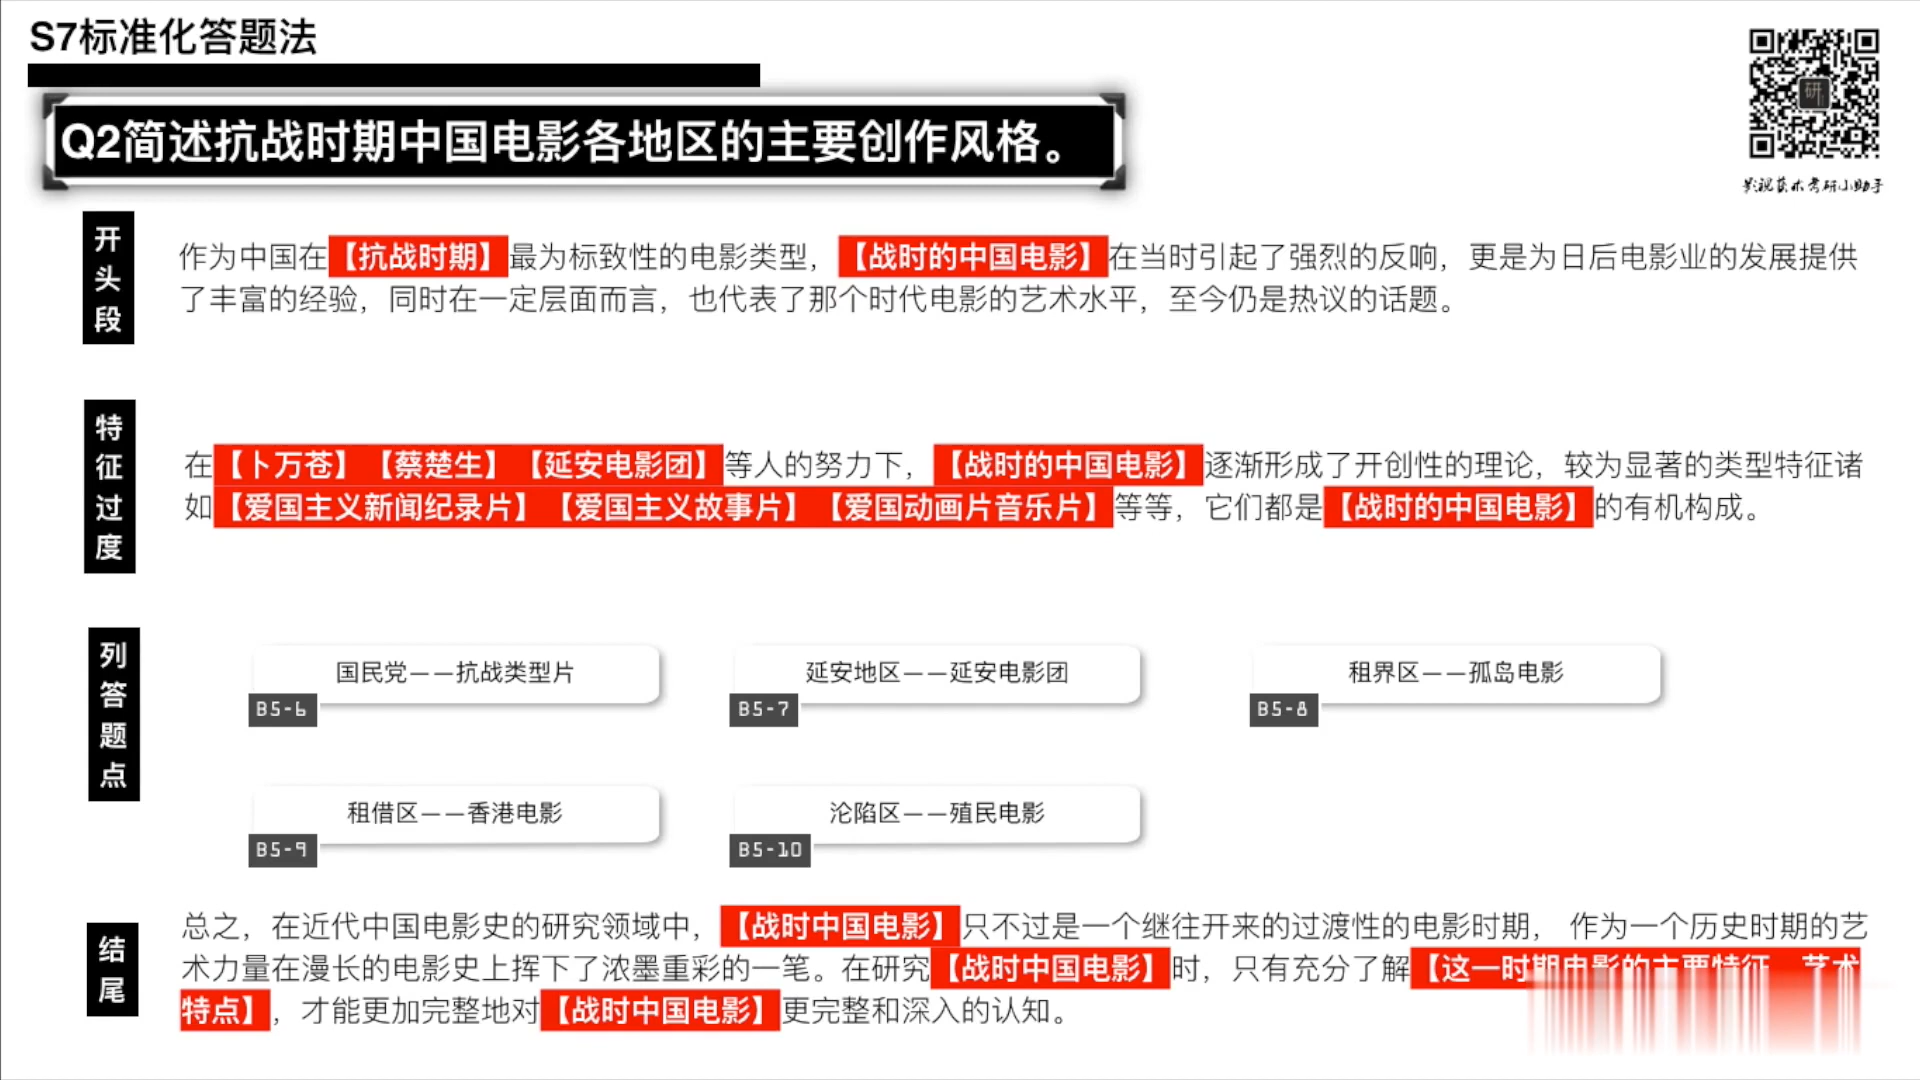 S7标准化答题法
Q2简述抗战时期中国电影各地区的主要创作风格。
研
影视艺术考研小助手
开头段
作为中国在【抗战时期】最为标致性的电影类型，【战时的中国电影】在当时引起了强烈的反响，更是为日后电影业的发展提供
了丰富的经验，同时在一定层面而言，也代表了那个时代电影的艺术水平，至今仍是热议的话题。
特征过度
在【卜万苍】【蔡楚生】【延安电影团】等人的努力下，【战时的中国电影】逐渐形成了开创性的理论，较为显著的类型特征诸
如【爱国主义新闻纪录片】【爱国主义故事片】【爱国动画片音乐片】等等，它们都是【战时的中国电影】的有机构成。
列答题点
国民党——抗战类型片
B5-6
延安地区——延安电影团
B5-7
租界区——孤岛电影
B5-8
租借区——香港电影
B5-9
沦陷区——殖民电影
B5-10
结尾
总之，在近代中国电影史的研究领域中，【战时中国电影】只不过是一个继往开来的过渡性的电影时期， 作为一个历史时期的艺
术力量在漫长的电影史上挥下了浓墨重彩的一笔。在研究【战时中国电影】时，只有充分了解【这一时期电影的主要特征、艺术
特点】，才能更加完整地对【战时中国电影】更完整和深入的认知。